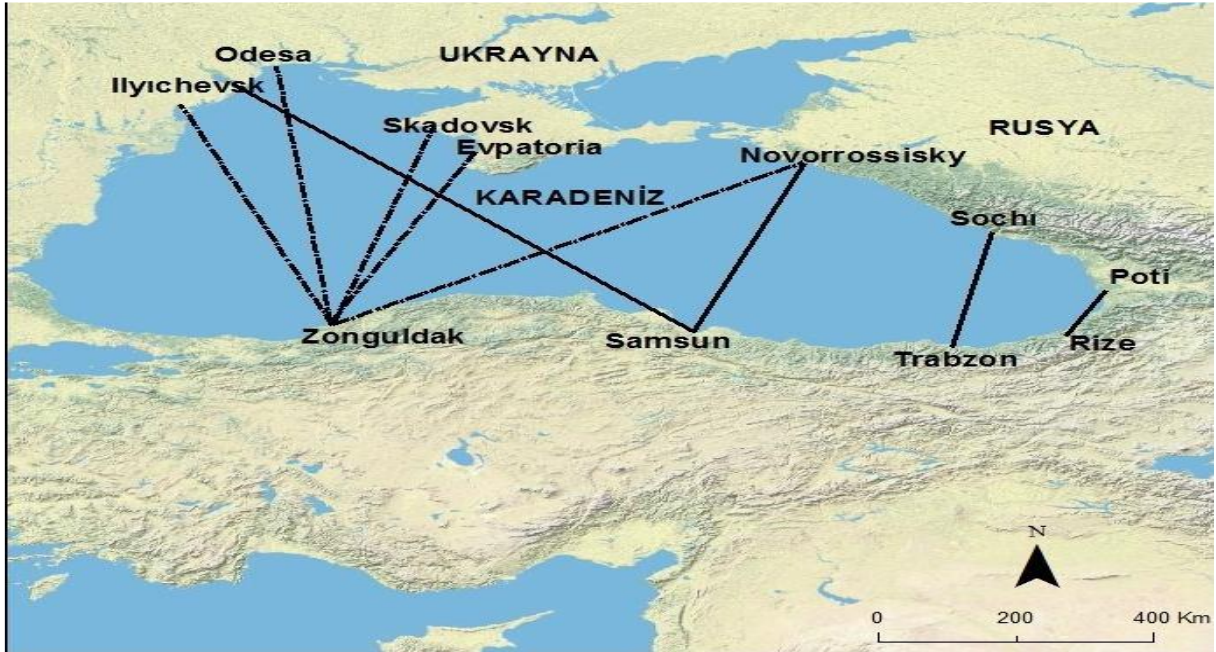 Odesa
UKRAYNA
Ilyıchevsk
Skadovsk
RUSYA
Evpatoria
Novorrossisky
KARADENİZ
Sochı
Poti
Zonguldak
Samsun
Rize
Trabzon
N
0 200 400 Km